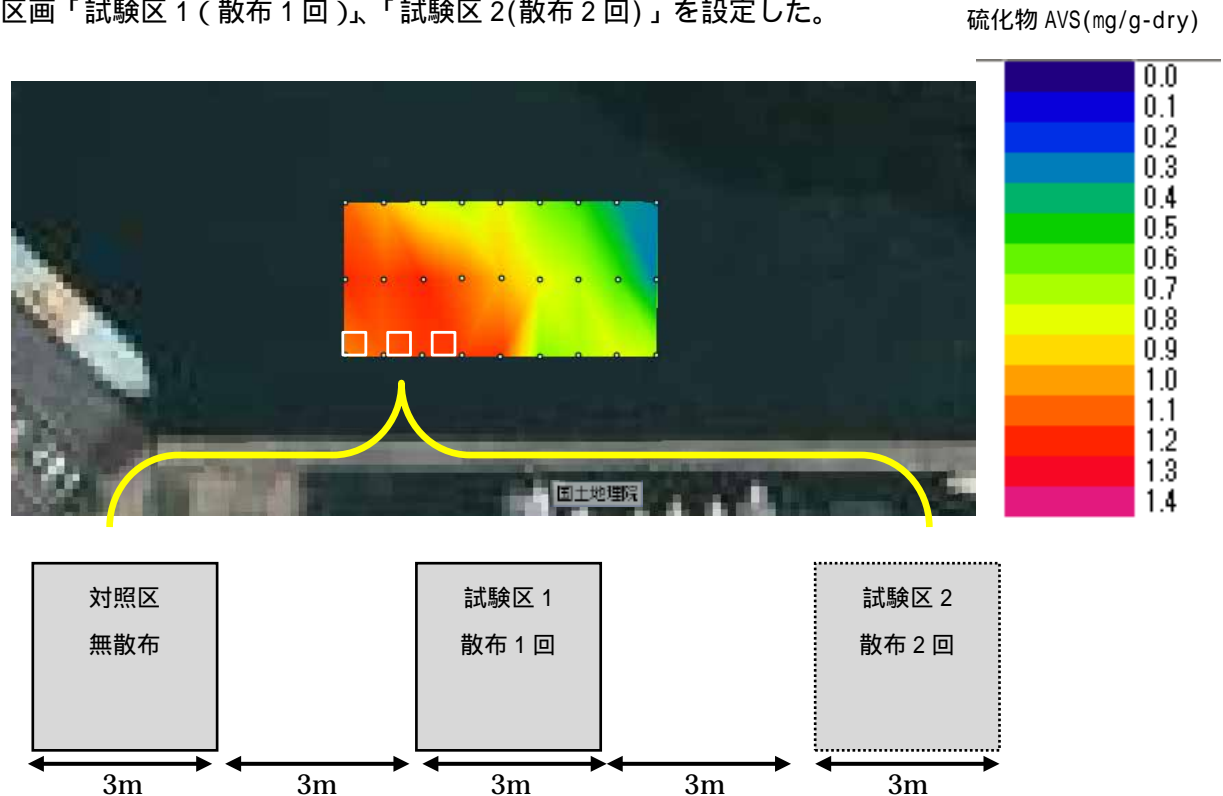 区画「試験区1(散布1回)」、「試験区2(散布2回)」を設定した。
硫化物 AVS(mg/g-dry)
0.0
0.1
0.2
0.3
0.4
0.5
0.6
0.7
0.8
0.9
1.0
1.1
1.2
1.3
1.4
国土地理院
対照区
無散布
試験区1
散布1回
試験区2
散布2回
3m 3m 3m 3m 3m